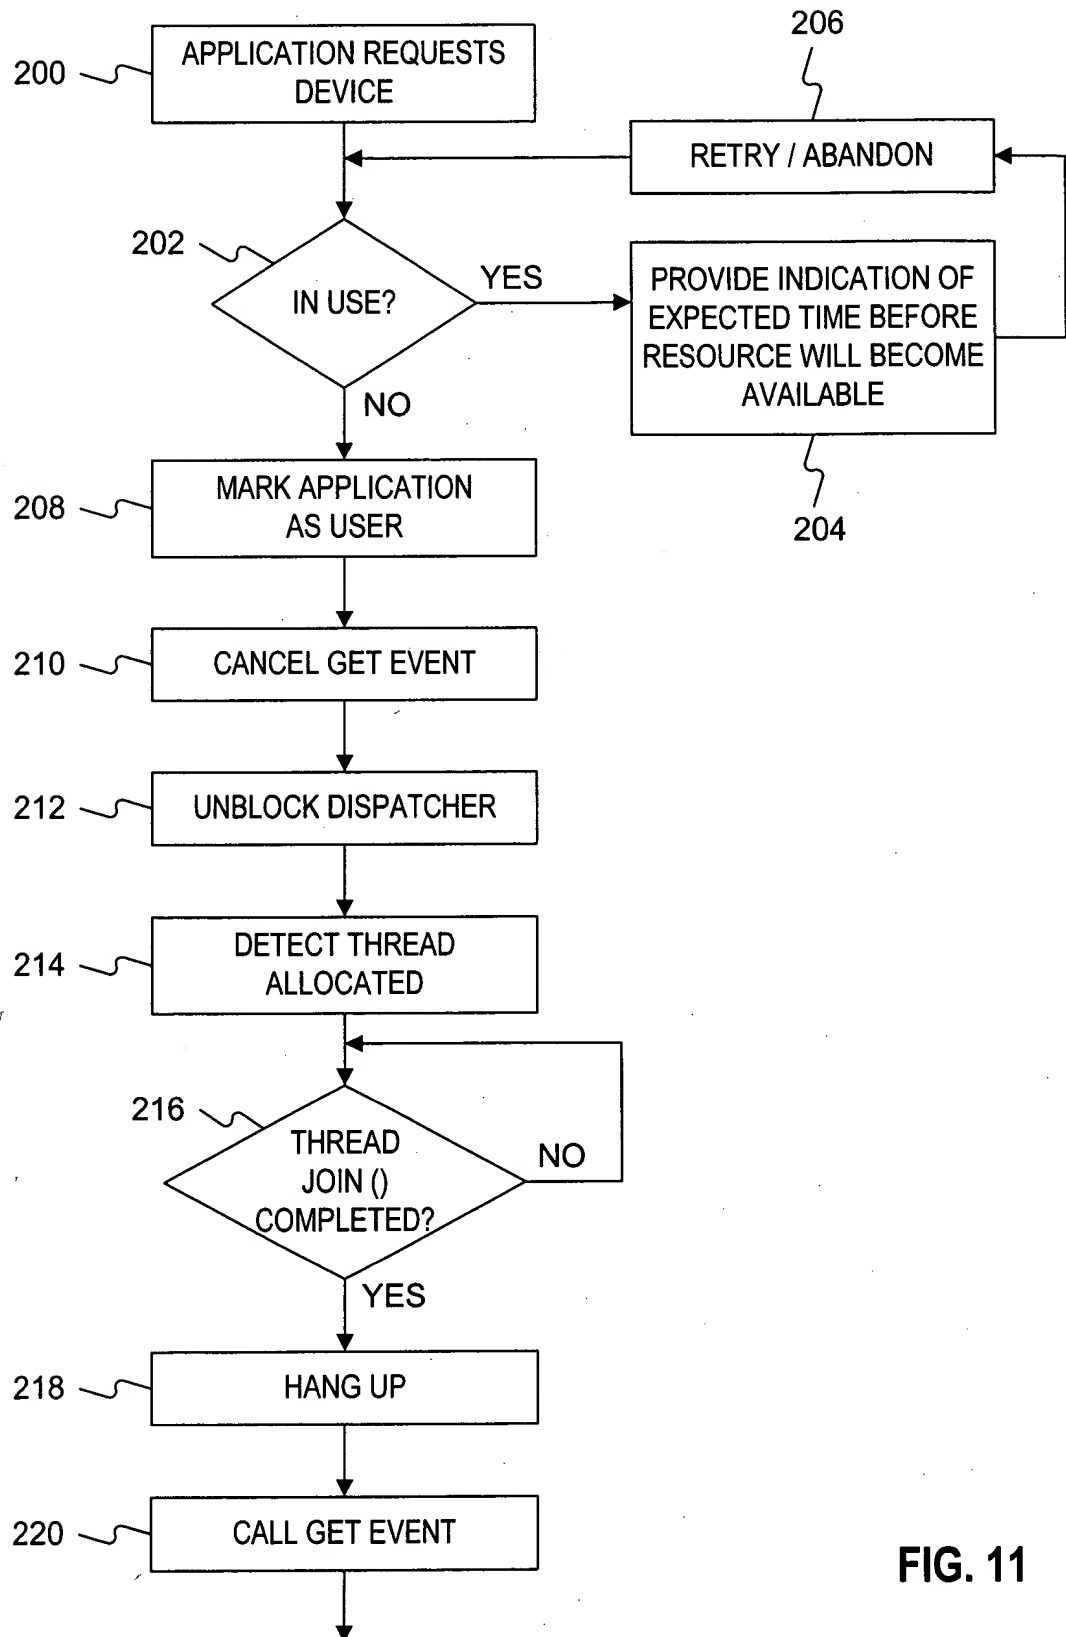 206
200
APPLICATION REQUESTS
DEVICE
RETRY / ABANDON
202
IN USE?
YES
PROVIDE INDICATION OF
EXPECTED TIME BEFORE
RESOURCE WILL BECOME
AVAILABLE
NO
204
208
MARK APPLICATION
AS USER
210
CANCEL GET EVENT
212
UNBLOCK DISPATCHER
214
DETECT THREAD
ALLOCATED
216
THREAD
JOIN ()
COMPLETED?
NO
YES
218
HANG UP
220
CALL GET EVENT
FIG. 11